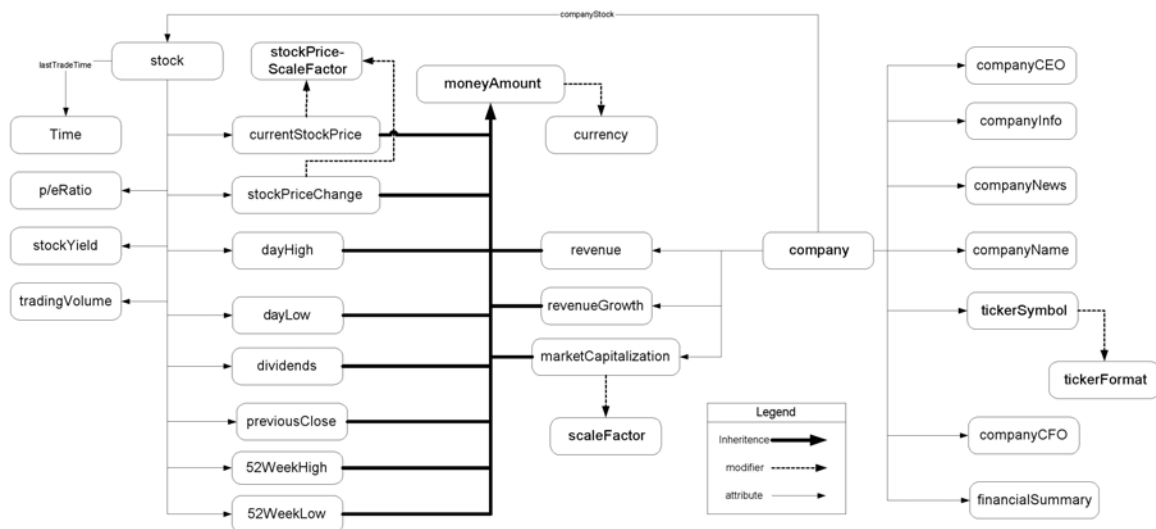 companyStock
stock
stockPrice-
ScaleFactor
lastTradeTime
moneyAmount
companyCEO
Time
currentStockPrice
currency
companyInfo
p/eRatio
stockPriceChange
companyNews
stockYield
dayHigh
revenue
company
companyName
tradingVolume
dayLow
revenueGrowth
tickerSymbol
dividends
marketCapitalization
tickerFormat
previousClose
scaleFactor
Legend
Inheritence
modifier
attribute
companyCFO
52WeekHigh
52WeekLow
financialSummary